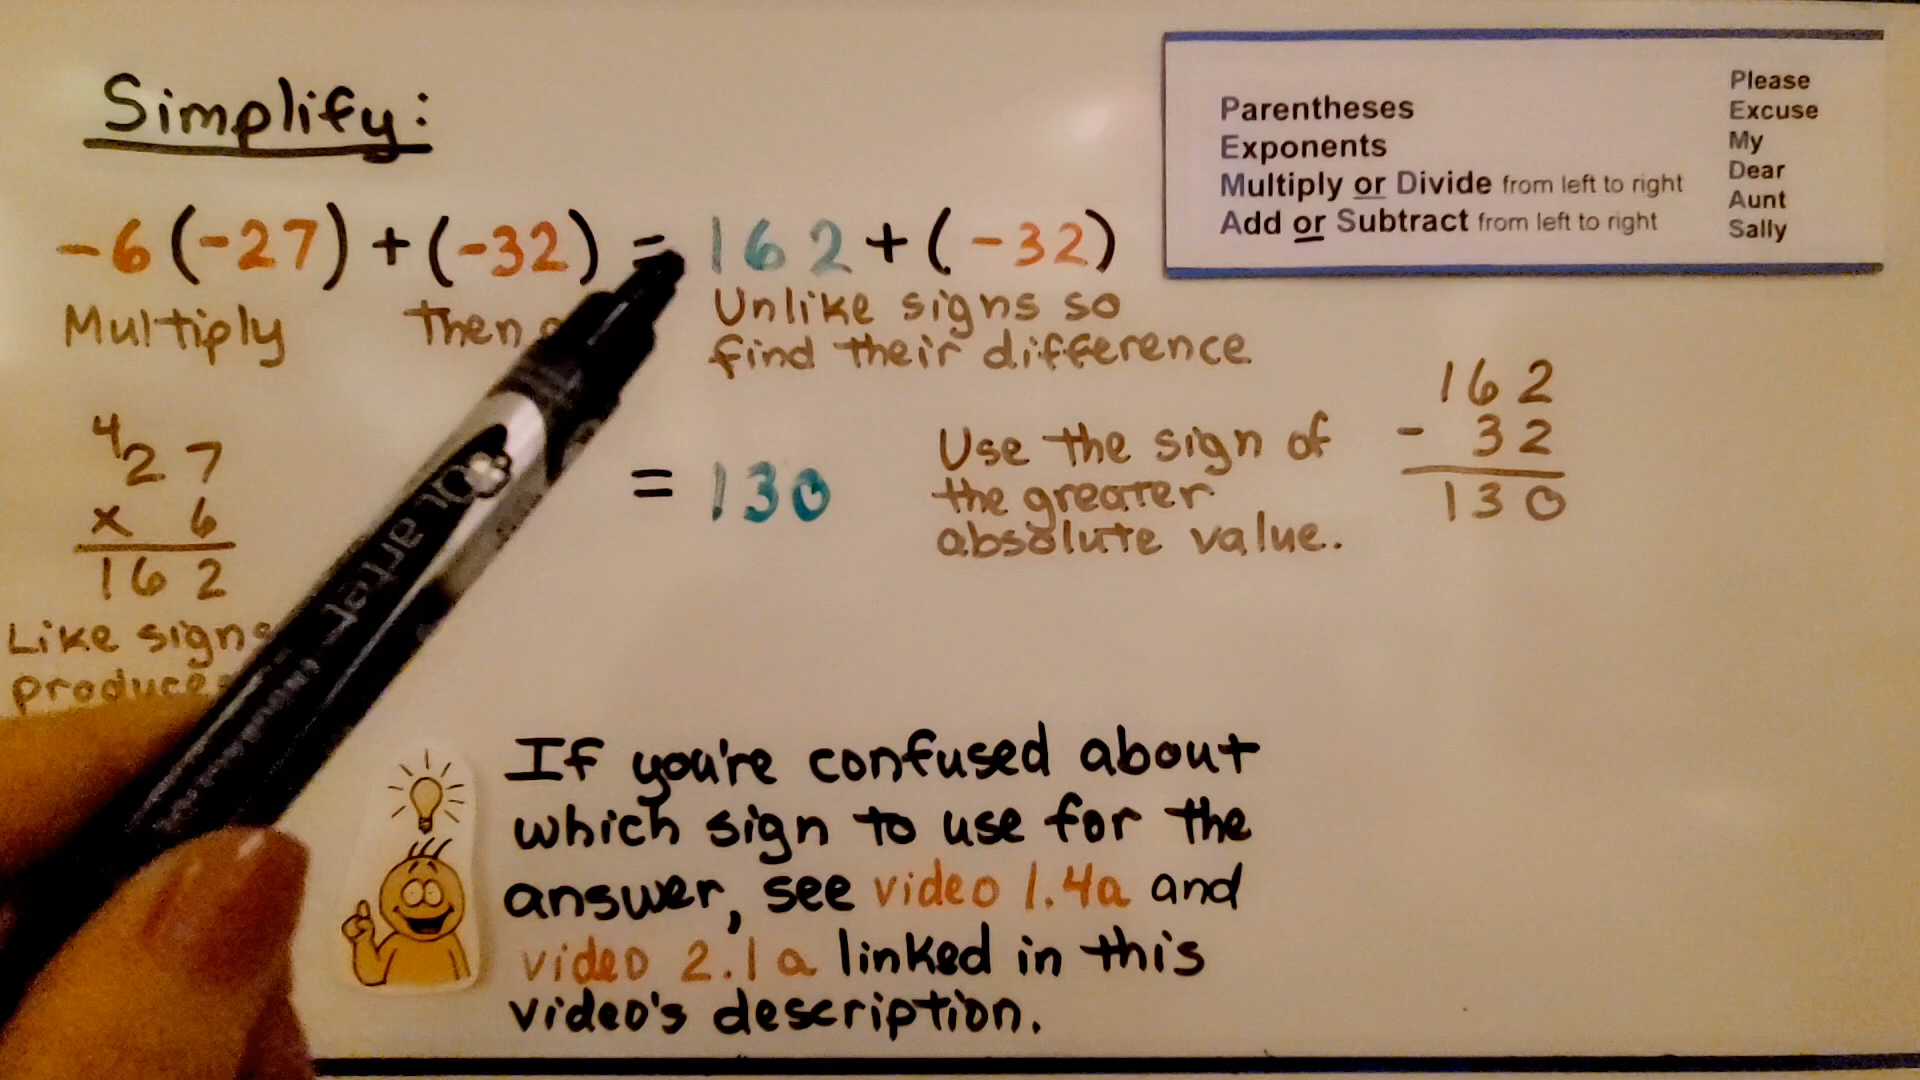 Simplify:
-6(-27)+(-32) = 162+(-32)
Multiply Then
Unlike signs so
find their difference
4
27
x 6
162
Like signs
produce
= 130
Use the sign of
the greater
absolute value.
162
- 32
130
Parentheses
Exponents
Multiply or Divide from left to right
Add or Subtract from left to right
Please
Excuse
My
Dear
Aunt
Sally
If you're confused about
which sign to use for the
answer, see video 1.4a and
video 2.1a linked in this
video's description.